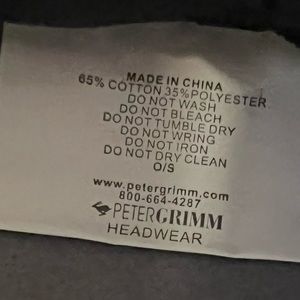 MADE IN CHINA
65% COTTON 35%POLYESTER
DO NOT WASH
DO NOT BLEACH
DO NOT TUMBLE DRY
DO NOT WRING
DO NOT IRON
DO NOT DRY CLEAN
O/S
www.petergrimm.com
800-664-4287
PETERGRIMM
HEADWEAR